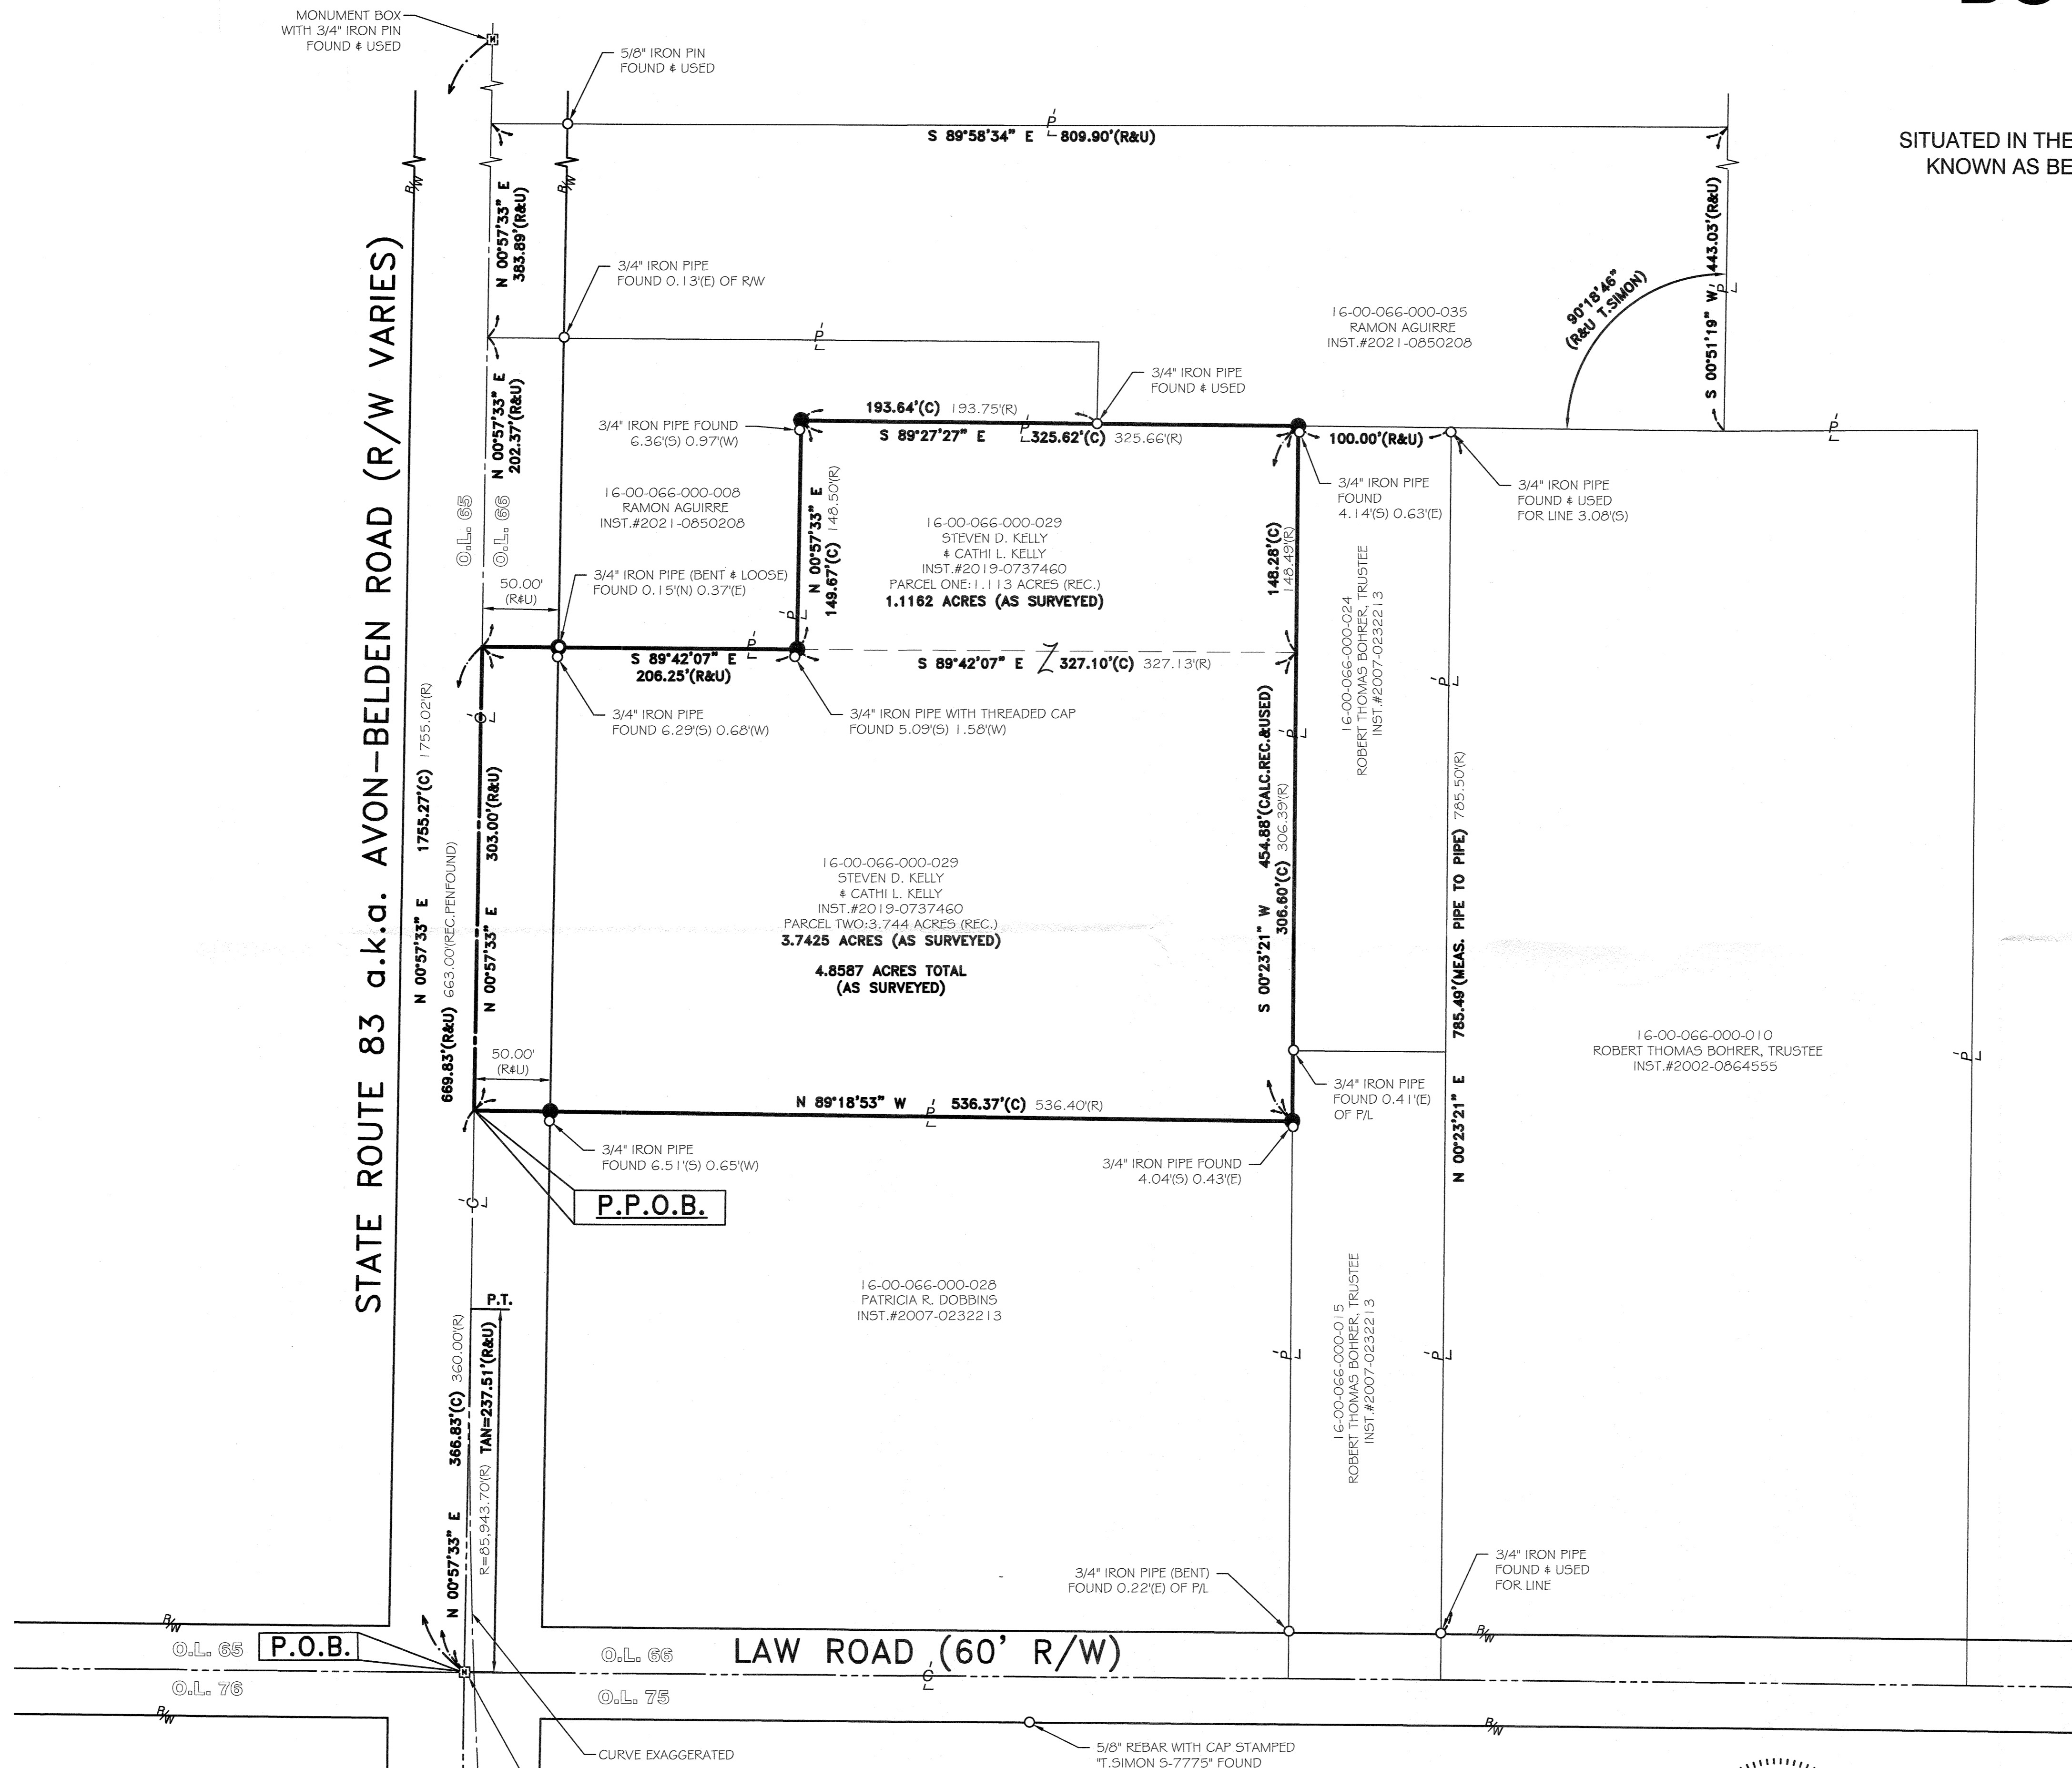 MONUMENT BOX
WITH 3/4" IRON PIN
FOUND & USED
5/8" IRON PIN
FOUND & USED
S 89°58'34" E 809.90'(R&U)
SITUATED IN THE
KNOWN AS BE
R/W
R/W
N 00°57'33" E
383.89'(R&U)
S 00°51'19" W 443.03'(R&U)
90°18'46"
(R&U T.SIMON)
3/4" IRON PIPE
FOUND 0.13'(E) OF R/W
16-00-066-000-035
RAMON AGUIRRE
INST.#2021-0850208
STATE ROUTE 83 a.k.a. AVON-BELDEN ROAD (R/W VARIES)
N 00°57'33" E
202.37'(R&U)
3/4" IRON PIPE
FOUND & USED
193.64'(C) 193.75'(R)
S 89°27'27" E 325.62'(C) 325.66'(R)
100.00'(R&U)
3/4" IRON PIPE FOUND
6.36'(S) 0.97'(W)
3/4" IRON PIPE
FOUND
4.14'(S) 0.63'(E)
3/4" IRON PIPE
FOUND & USED
FOR LINE 3.08'(S)
O.L. 65
O.L. 66
16-00-066-000-008
RAMON AGUIRRE
INST.#2021-0850208
N 00°57'33" E
149.67'(C) 148.50'(R)
16-00-066-000-029
STEVEN D. KELLY
& CATHI L. KELLY
INST.#2019-0737460
PARCEL ONE:1.113 ACRES (REC.)
1.1162 ACRES (AS SURVEYED)
148.28'(C)
148.49'(R)
16-00-066-000-024
ROBERT THOMAS BOHRER, TRUSTEE
INST.#2007-0232213
50.00'
(R&U)
3/4" IRON PIPE (BENT & LOOSE)
FOUND 0.15'(N) 0.37'(E)
S 89°42'07" E
206.25'(R&U)
S 89°42'07" E 327.10'(C) 327.13'(R)
3/4" IRON PIPE
FOUND 6.29'(S) 0.68'(W)
3/4" IRON PIPE WITH THREADED CAP
FOUND 5.09'(S) 1.58'(W)
N 00°57'33" E 1755.27'(C) 1755.02'(R)
669.83'(R&U) 663.00'(REC.PENFOUND)
N 00°57'33" E 303.00'(R&U)
S 00°23'21" W 454.88'(CALC.REC.&USED)
306.60'(C) 306.39'(R)
N 00°23'21" E 785.49'(MEAS. PIPE TO PIPE) 785.50'(R)
16-00-066-000-029
STEVEN D. KELLY
& CATHI L. KELLY
INST.#2019-0737460
PARCEL TWO:3.744 ACRES (REC.)
3.7425 ACRES (AS SURVEYED)
4.8587 ACRES TOTAL
(AS SURVEYED)
16-00-066-000-010
ROBERT THOMAS BOHRER, TRUSTEE
INST.#2002-0864555
50.00'
(R&U)
N 89°18'53" W 536.37'(C) 536.40'(R)
3/4" IRON PIPE
FOUND 0.41'(E)
OF P/L
3/4" IRON PIPE
FOUND 6.51'(S) 0.65'(W)
3/4" IRON PIPE FOUND
4.04'(S) 0.43'(E)
P.P.O.B.
16-00-066-000-028
PATRICIA R. DOBBINS
INST.#2007-0232213
P.T.
N 00°57'33" E 366.83'(C) 360.00'(R)
R=85,943.70'(R) TAN=237.51'(R&U)
16-00-066-000-015
ROBERT THOMAS BOHRER, TRUSTEE
INST.#2007-0232213
3/4" IRON PIPE (BENT)
FOUND 0.22'(E) OF P/L
3/4" IRON PIPE
FOUND & USED
FOR LINE
R/W
R/W
O.L. 65
P.O.B.
O.L. 66
LAW ROAD (60' R/W)
O.L. 76
O.L. 75
R/W
R/W
CURVE EXAGGERATED
5/8" REBAR WITH CAP STAMPED
"T.SIMON S-7775" FOUND